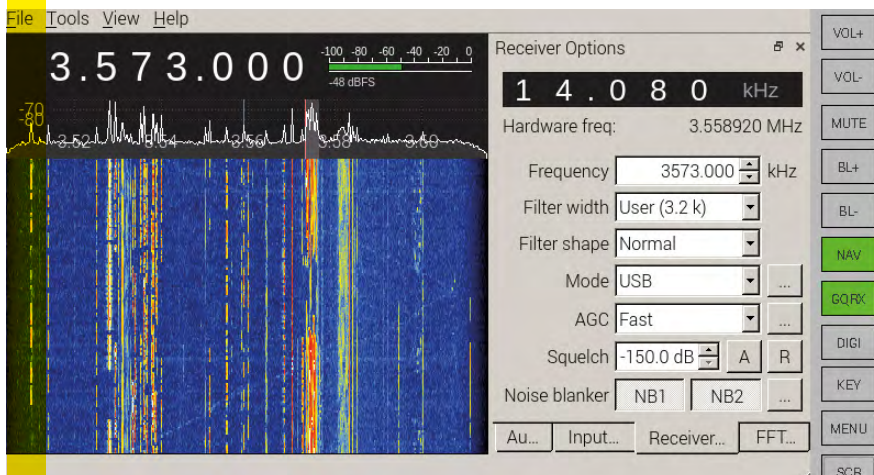 File Tools View Help
3.573.000
-100 -80 -60 -40 -20 0
-48 dBFS
-70
-80
3.52 3.54 3.56 3.58 3.60
Receiver Options
14.080 kHz
Hardware freq: 3.558920 MHz
Frequency 3573.000 kHz
Filter width User (3.2 k)
Filter shape Normal
Mode USB ...
AGC Fast ...
Squelch -150.0 dB A R
Noise blanker NB1 NB2 ...
Au... Input... Receiver... FFT...
VOL+
VOL-
MUTE
BL+
BL-
NAV
GQRX
DIGI
KEY
MENU
SCR